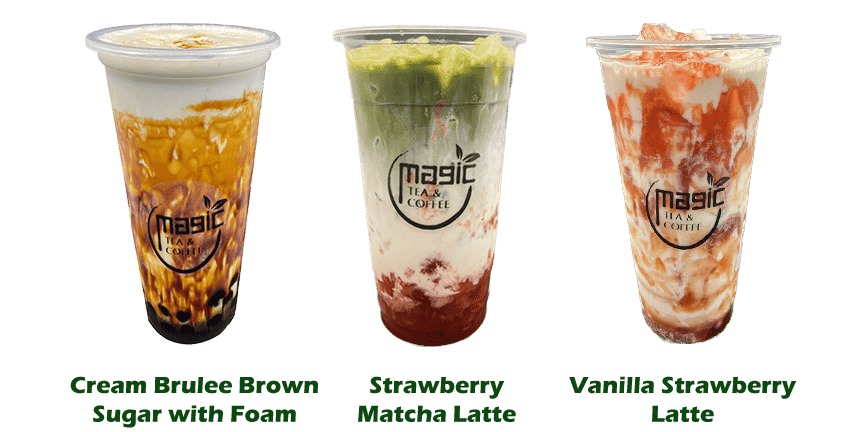 magic
TEA &
COFFEE
magic
TEA &
COFFEE
magic
TEA &
COFFEE
Cream Brulee Brown
Sugar with Foam
Strawberry
Matcha Latte
Vanilla Strawberry
Latte